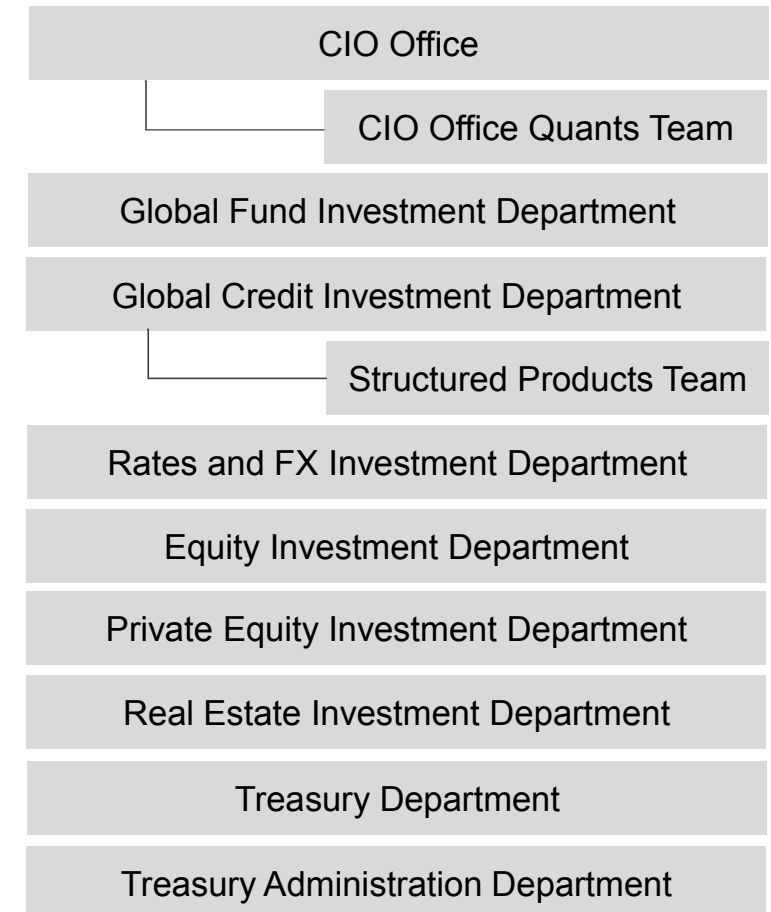 CIO Office
CIO Office Quants Team
Global Fund Investment Department
Global Credit Investment Department
Structured Products Team
Rates and FX Investment Department
Equity Investment Department
Private Equity Investment Department
Real Estate Investment Department
Treasury Department
Treasury Administration Department